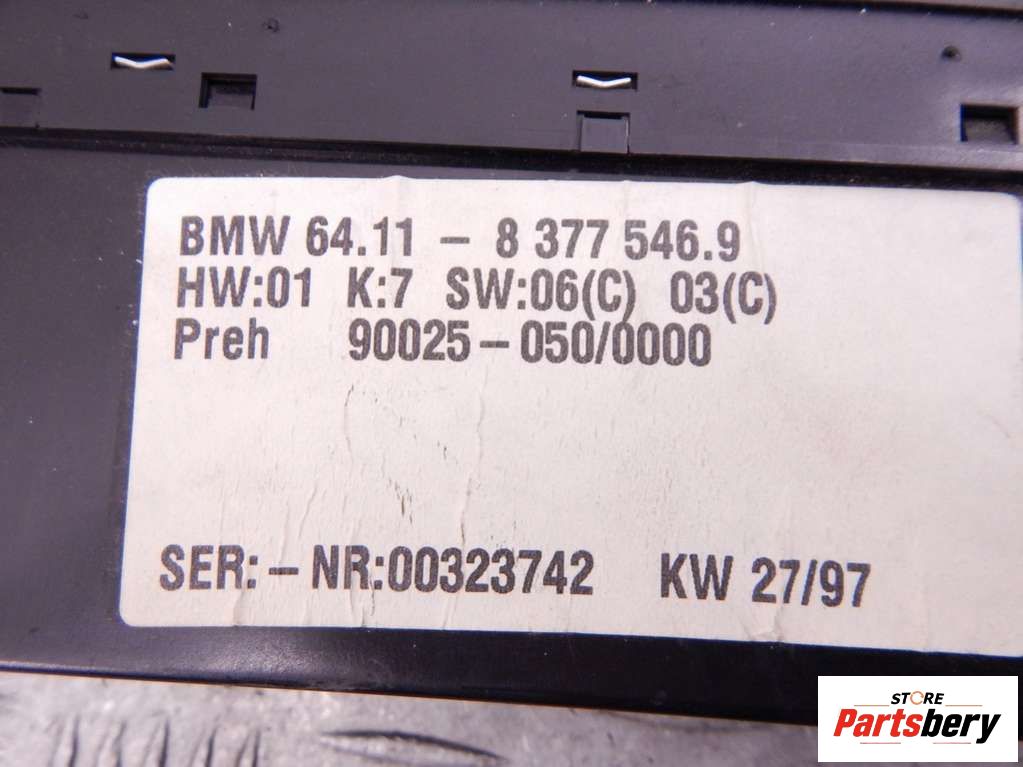 BMW 64.11 – 8 377 546.9
HW:01 K:7 SW:06(C) 03(C)
Preh 90025 – 050/0000
SER: – NR:00323742 KW 27/97
STORE
Partsbery